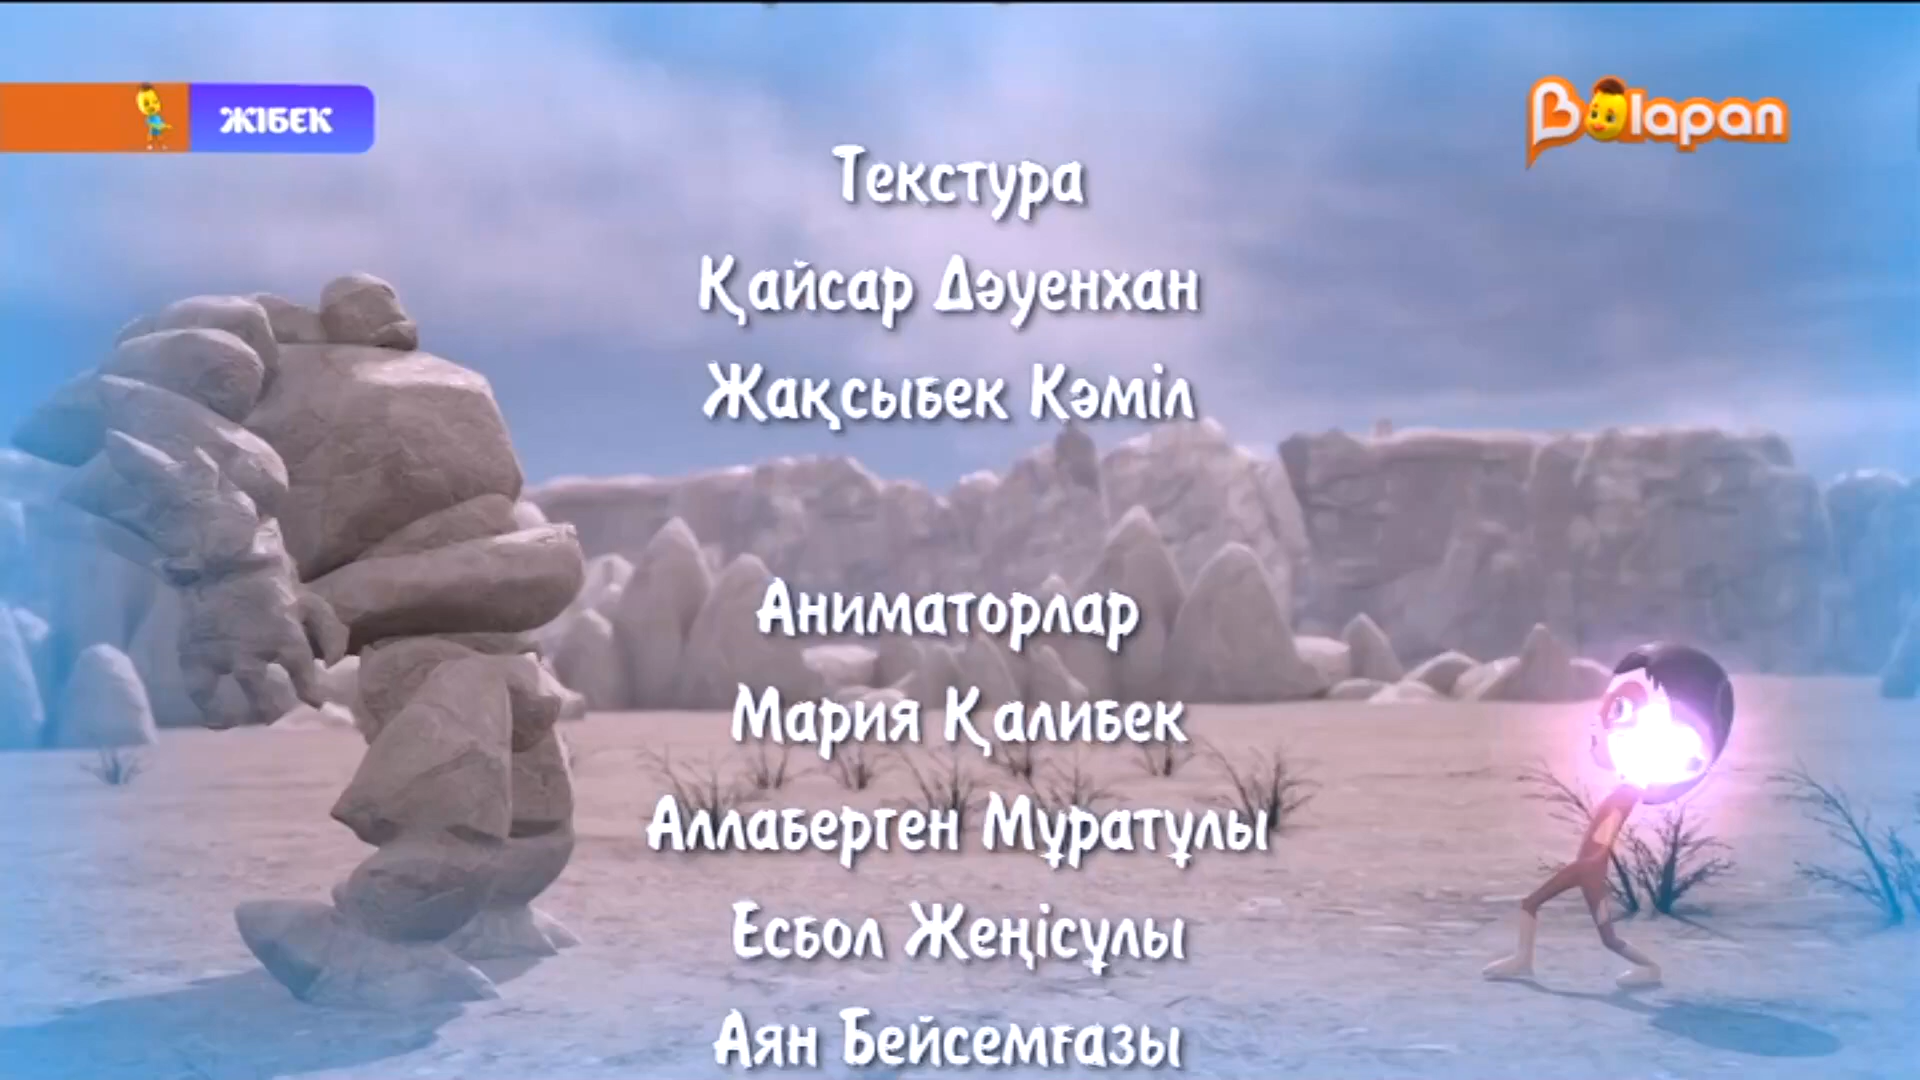 ЖІБЕК
Bolapan
Текстура
Қайсар Дәуенхан
Жақсыбек Кәміл
Аниматорлар
Мария Қалибек
Аллаберген Мұратұлы
Есбол Жеңісұлы
Аян Бейсемғазы